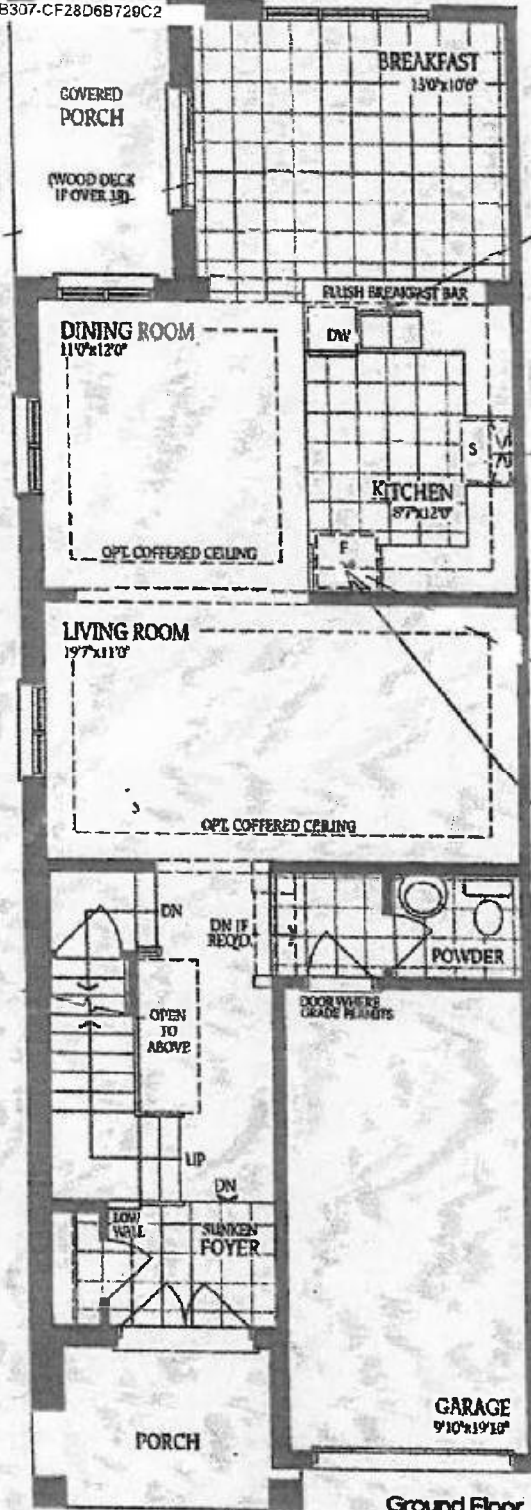 B307-CF28D6B729C2
BREAKFAST
13'0"x10'6"
COVERED
PORCH
(WOOD DECK
IF OVER
FLUSH BREAKFAST BAR
DW
DINING ROOM
11'0"x12'0"
S
KITCHEN
8'7"x12'0"
F
OPT. COFFERED CEILING
LIVING ROOM
19'7"x11'0"
OPT. COFFERED CEILING
DN
DN IF
REQ'D.
POWDER
OPEN
TO
ABOVE
DOOR WHERE
GRADE PERMITS
UP
DN
LOW
WALL
SUNKEN
FOYER
PORCH
GARAGE
9'10"x19'10"
Ground Floor